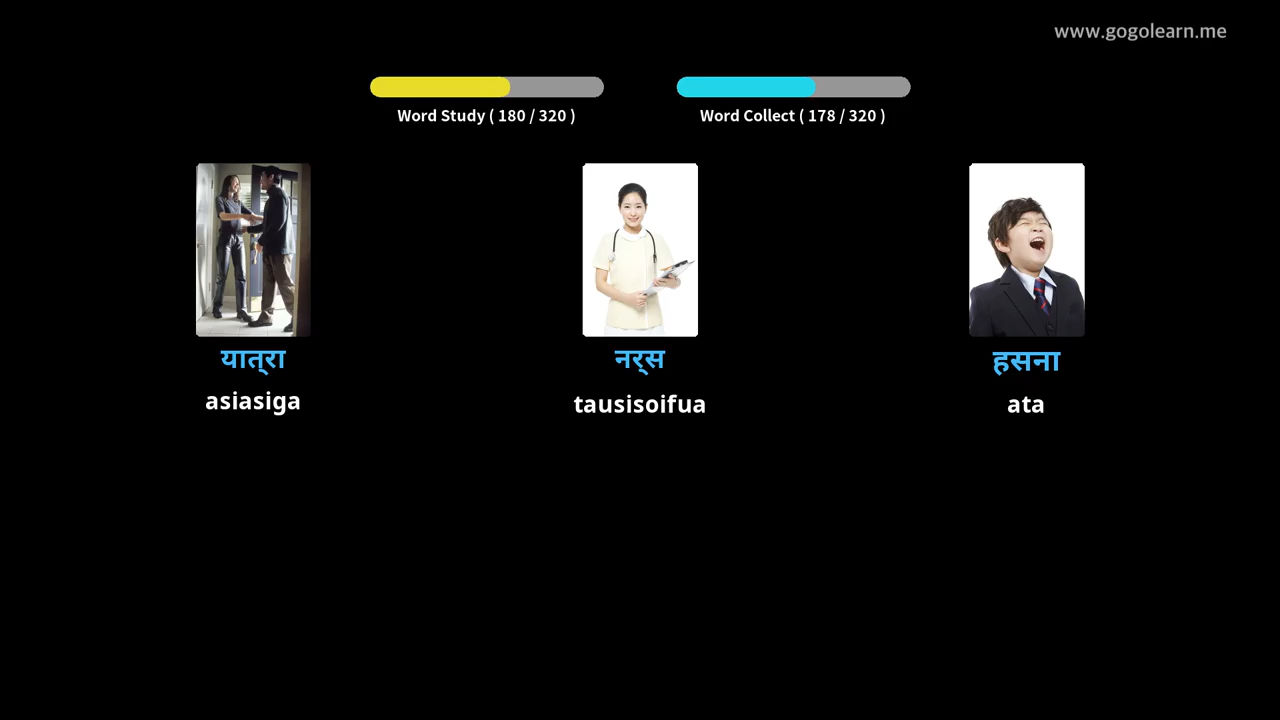 www.gogolearn.me
Word Study ( 180 / 320 )
Word Collect ( 178 / 320 )
यात्‌रा
नर्‌स
हसना
asiasiga
tausisoifua
ata